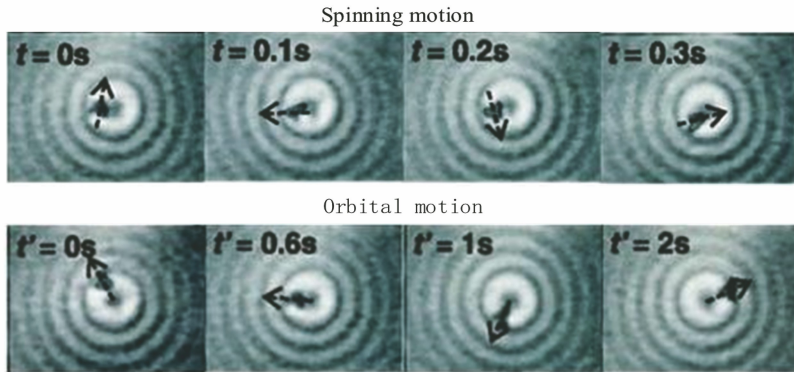 Spinning motion
t = 0s
t = 0.1s
t = 0.2s
t = 0.3s
Orbital motion
t' = 0s
t' = 0.6s
t' = 1s
t' = 2s